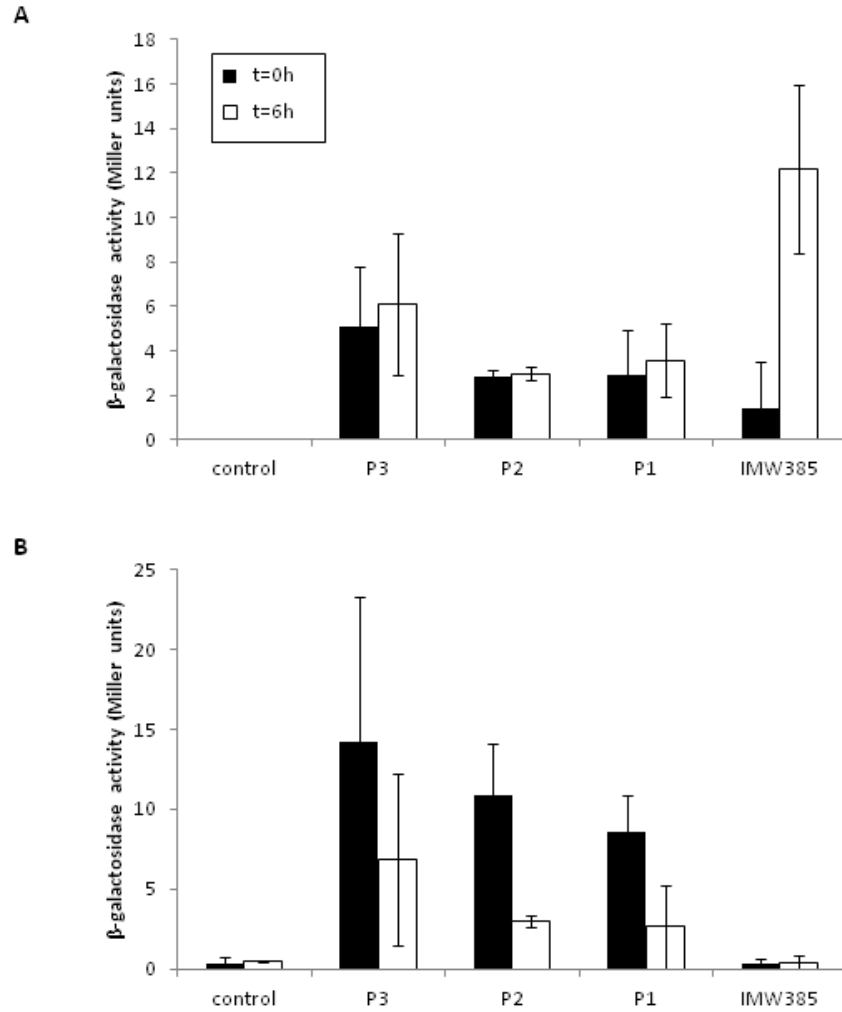 A
β-galactosidase activity (Miller units)
18
16
14
12
10
8
6
4
2
0
t=0h
t=6h
control P3 P2 P1 IMW385
B
β-galactosidase activity (Miller units)
25
20
15
10
5
0
control P3 P2 P1 IMW385